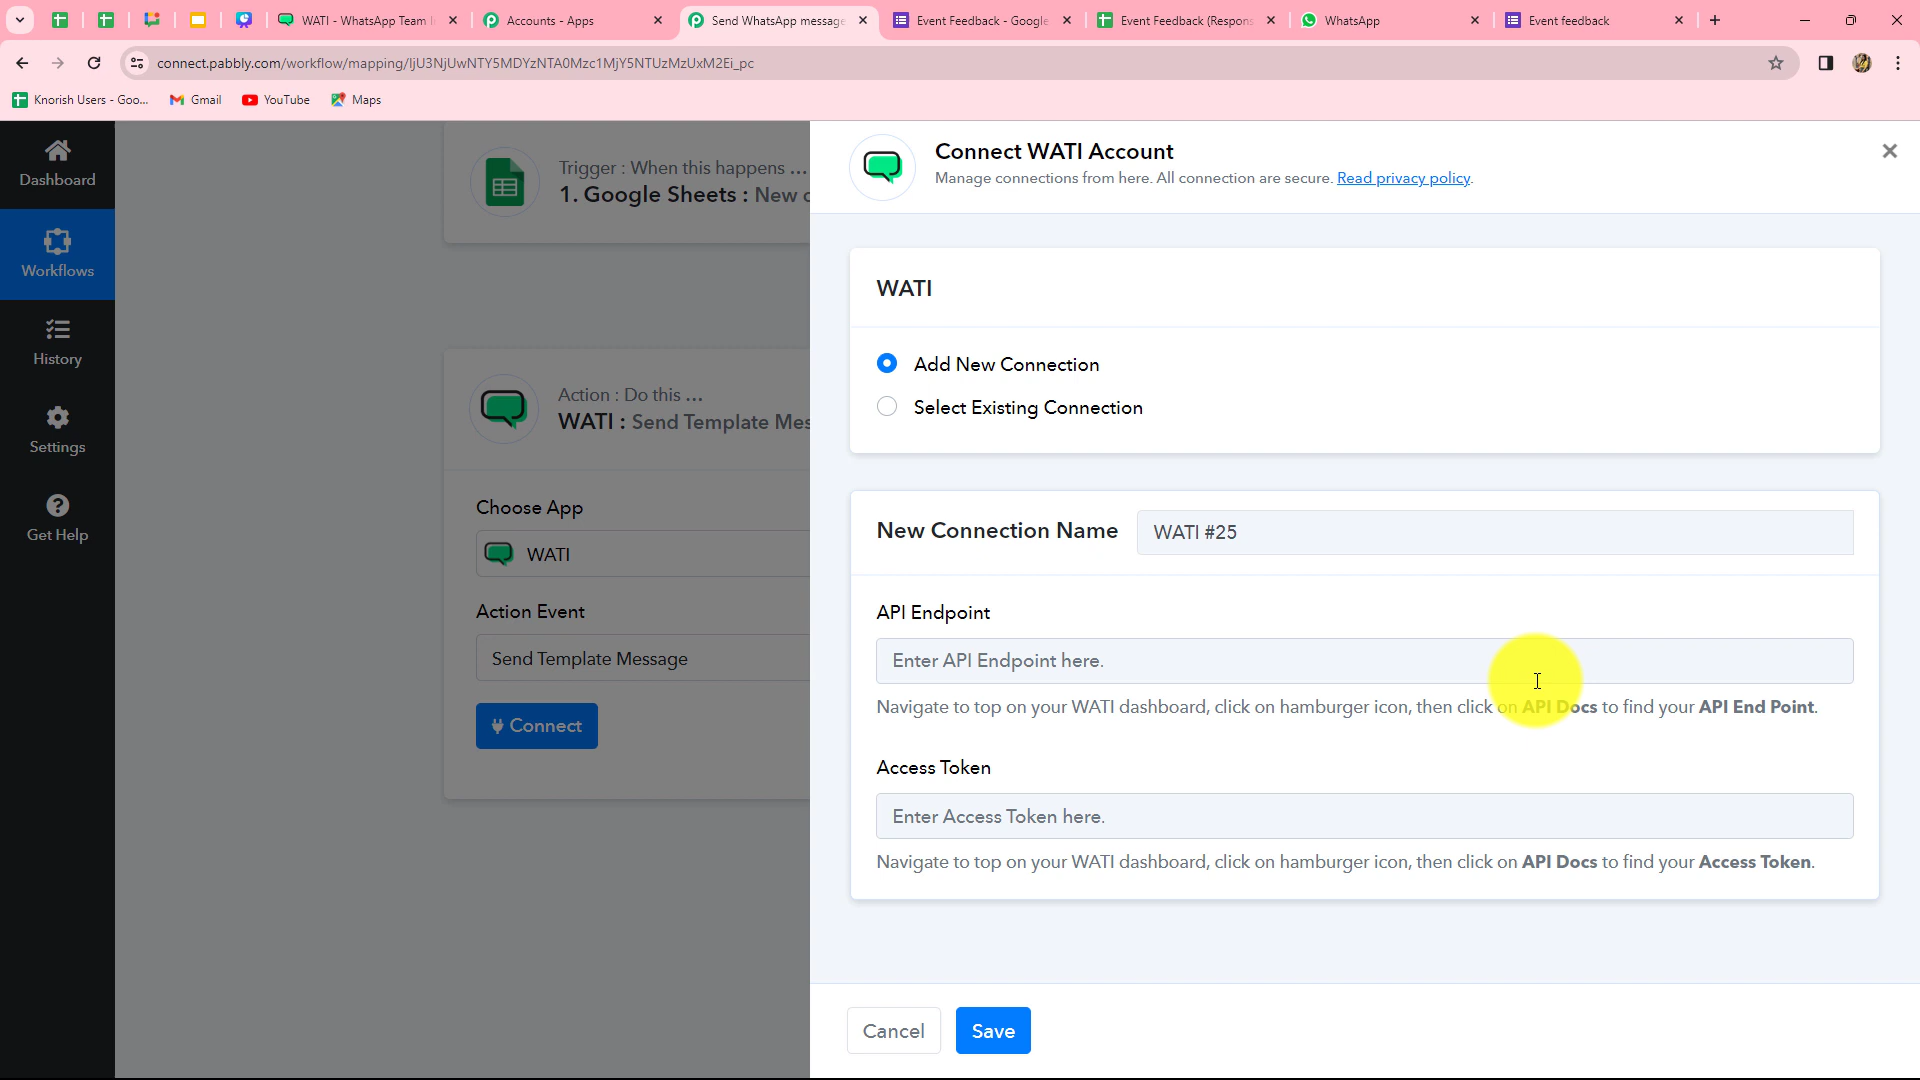 WATI - WhatsApp Team I
Accounts - Apps
Send WhatsApp message
Event Feedback - Google
Event Feedback (Respons
WhatsApp
Event feedback
connect.pabbly.com/workflow/mapping/IjU3NjUwNTY5MDYzNTA0Mzc1MjY5NTUzMzUxM2Ei_pc
Knorish Users - Goo...
Gmail
YouTube
Maps
Dashboard
Workflows
History
Settings
Get Help
Trigger : When this happens ...
1. Google Sheets : New
Action : Do this ...
WATI : Send Template Mes
Choose App
WATI
Action Event
Send Template Message
Connect
Connect WATI Account
Manage connections from here. All connection are secure. Read privacy policy.
WATI
Add New Connection
Select Existing Connection
New Connection Name
WATI #25
API Endpoint
Enter API Endpoint here.
Navigate to top on your WATI dashboard, click on hamburger icon, then click on API Docs to find your API End Point.
Access Token
Enter Access Token here.
Navigate to top on your WATI dashboard, click on hamburger icon, then click on API Docs to find your Access Token.
Cancel
Save